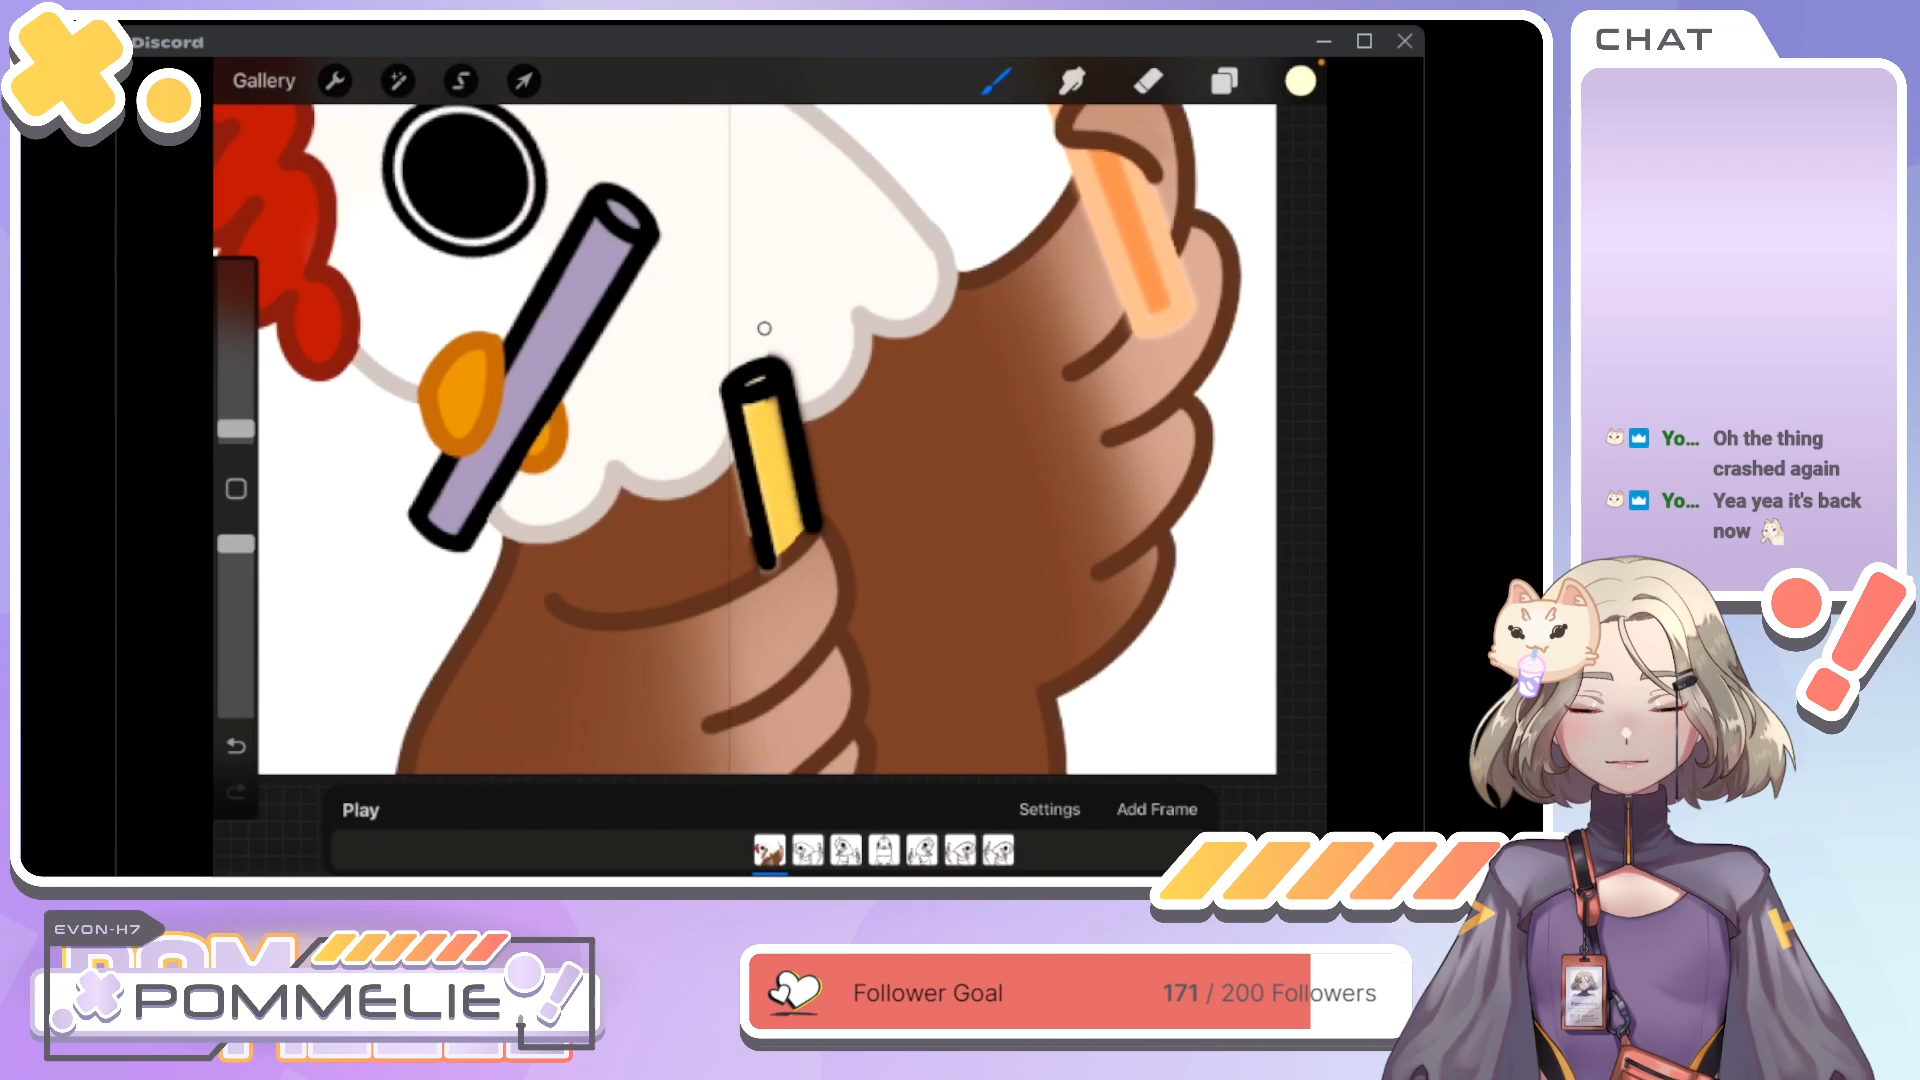 Discord
CHAT
Gallery
Yo... Oh the thing
crashed again
Yo... Yea yea it's back
now
Play
Settings
Add Frame
EVON-H7
POMMELIE
Follower Goal
171 / 200 Followers